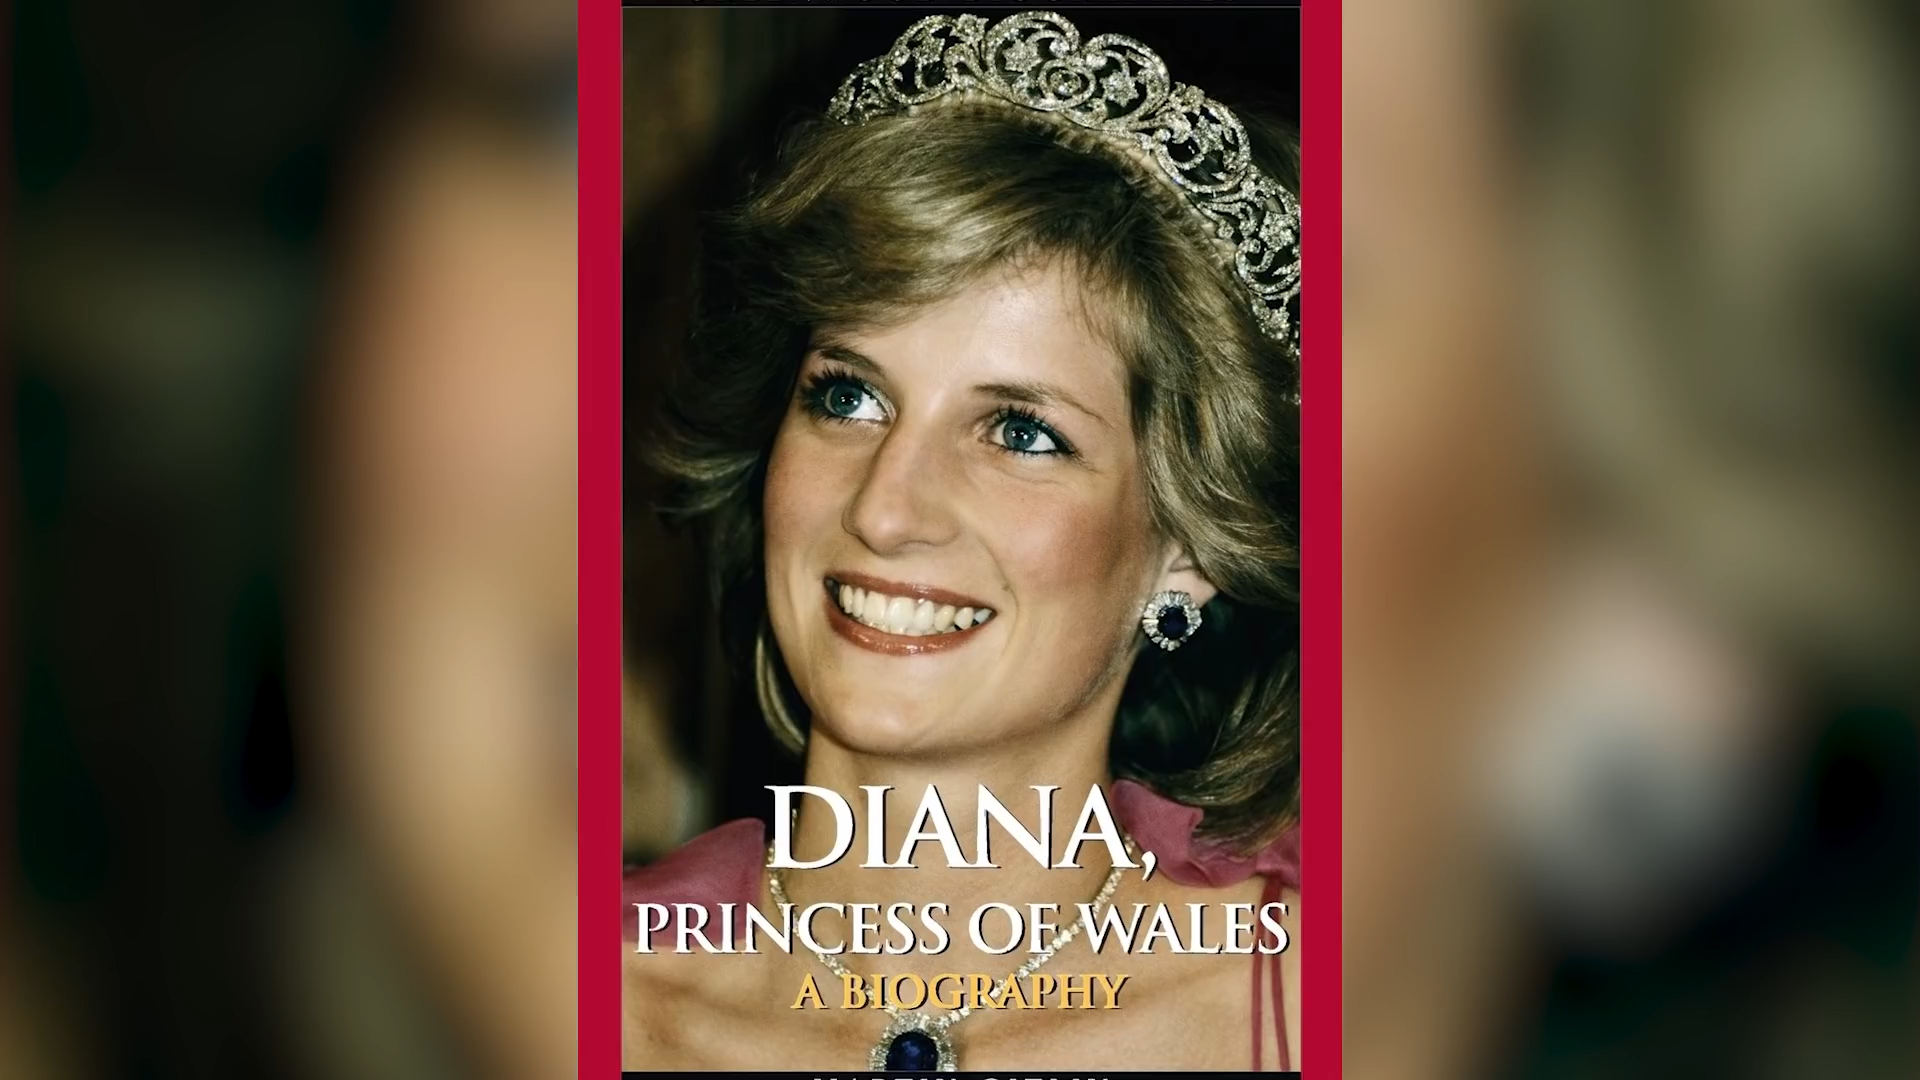 DIANA,
PRINCESS OF WALES
A BIOGRAPHY